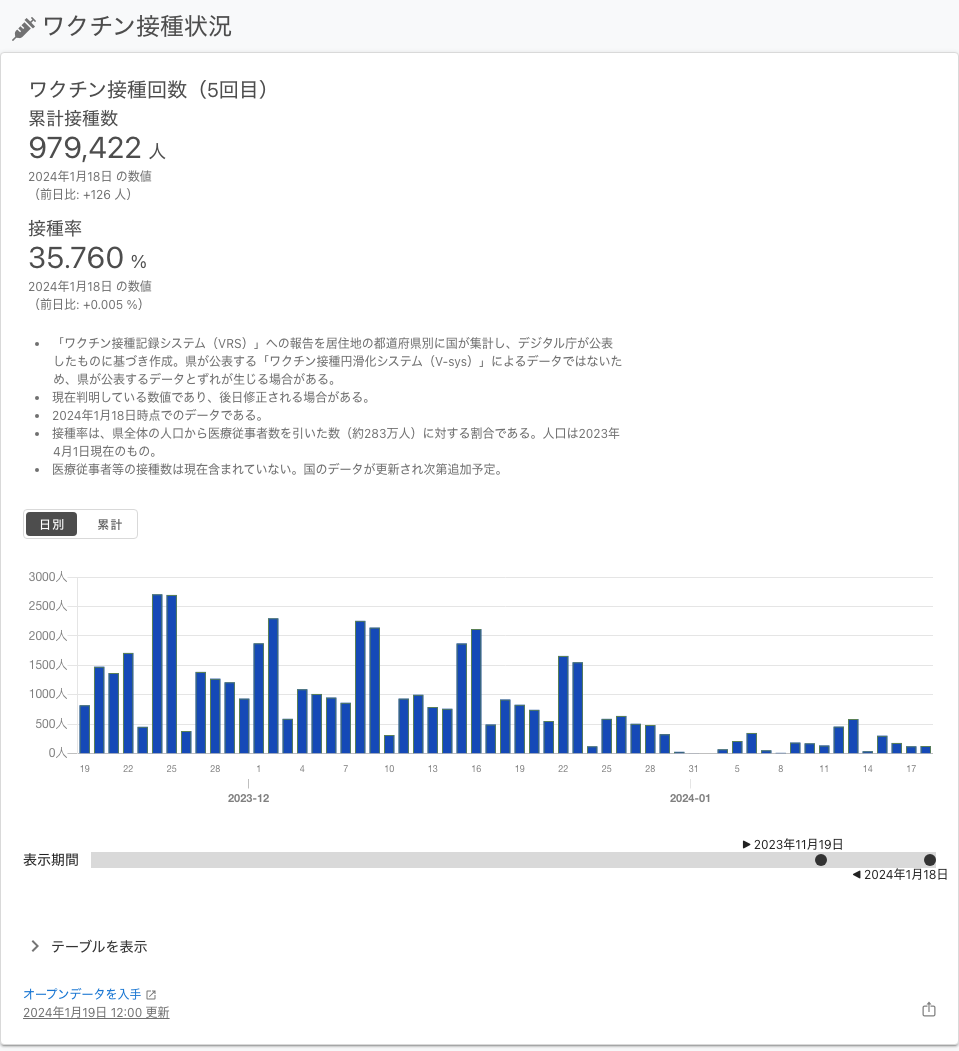 ワクチン接種状況
ワクチン接種回数（5回目）
累計接種数
979,422 人
2024年1月18日 の数値
（前日比: +126 人）
接種率
35.760 %
2024年1月18日 の数値
（前日比: +0.005 %）
• 「ワクチン接種記録システム（VRS）」への報告を居住地の都道府県別に国が集計し、デジタル庁が公表
したものに基づき作成。県が公表する「ワクチン接種円滑化システム（V-sys）」によるデータではないた
め、県が公表するデータとずれが生じる場合がある。
• 現在判明している数値であり、後日修正される場合がある。
• 2024年1月18日時点でのデータである。
• 接種率は、県全体の人口から医療従事者数を引いた数（約283万人）に対する割合である。人口は2023年
4月1日現在のもの。
• 医療従事者等の接種数は現在含まれていない。国のデータが更新され次第追加予定。
日別 累計
3000人
2500人
2000人
1500人
1000人
500人
0人
19 22 25 28 1 4 7 10 13 16 19 22 25 28 31 5 8 11 14 17
2023-12 2024-01
▶ 2023年11月19日
表示期間
◀ 2024年1月18日
テーブルを表示
オープンデータを入手
2024年1月19日 12:00 更新